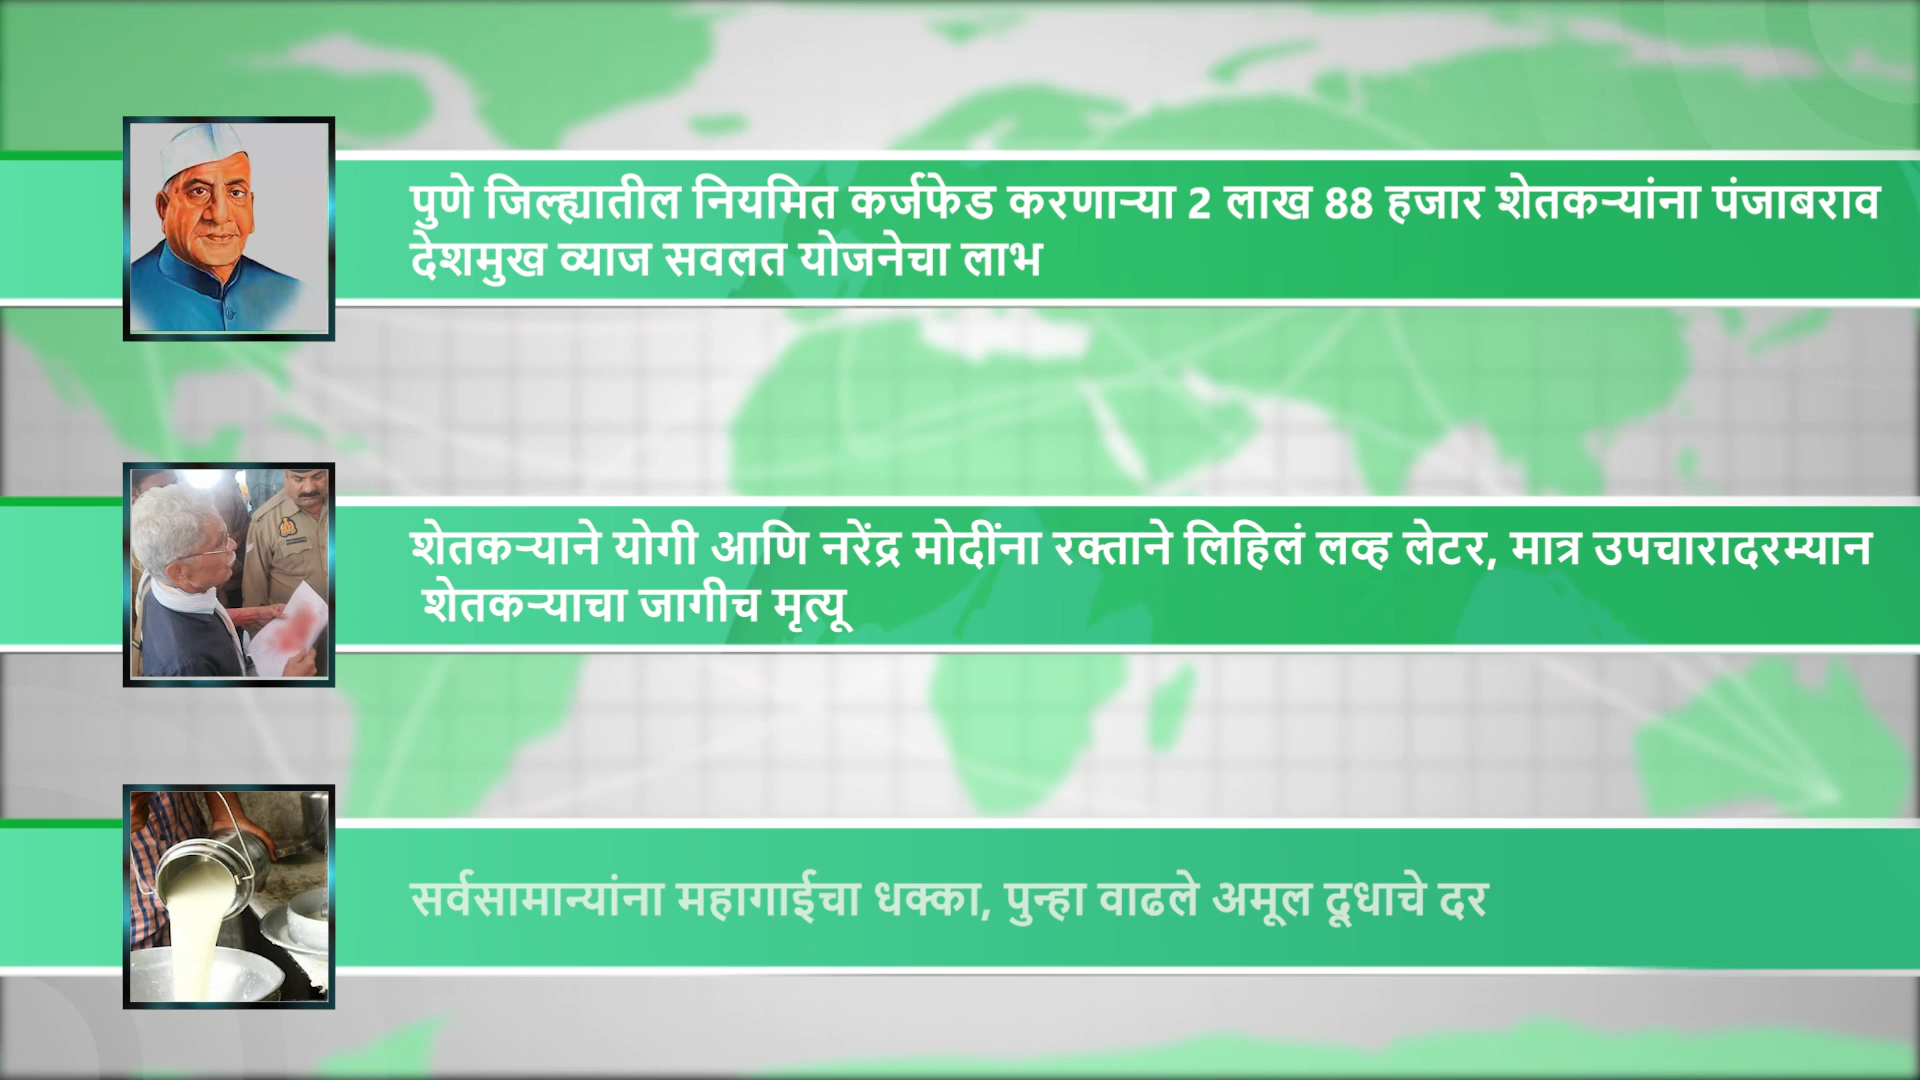 पुणे जिल्ह्यातील नियमित कर्जफेड करणाऱ्या 2 लाख 88 हजार शेतकऱ्यांना पंजाबराव
देशमुख व्याज सवलत योजनेचा लाभ
शेतकऱ्याने योगी आणि नरेंद्र मोदींना रक्ताने लिहिलं लव्ह लेटर, मात्र उपचारादरम्यान
शेतकऱ्याचा जागीच मृत्यू
सर्वसामान्यांना महागाईचा धक्का, पुन्हा वाढले अमूल दूधाचे दर